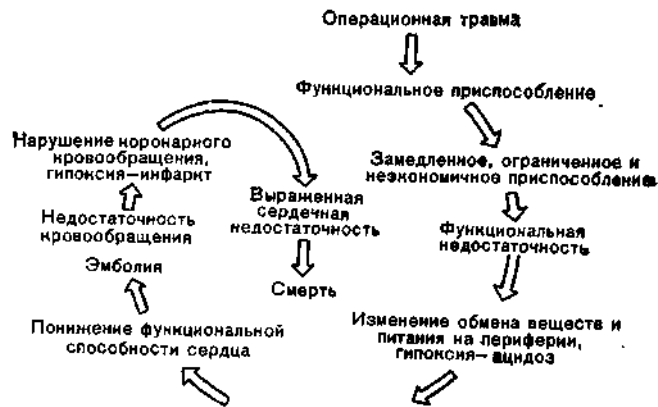 Операционная травма
Функциональное приспособление
Замедленное, ограниченное и
неэкономичное приспособление
Функциональная
недостаточность
Изменение обмена веществ и
питания на периферии,
гипоксия—ацидоз
Понижение функциональной
способности сердца
Эмболия
Недостаточность
кровообращения
Нарушение коронарного
кровообращения,
гипоксия—инфаркт
Выраженная
сердечная
недостаточность
Смерть